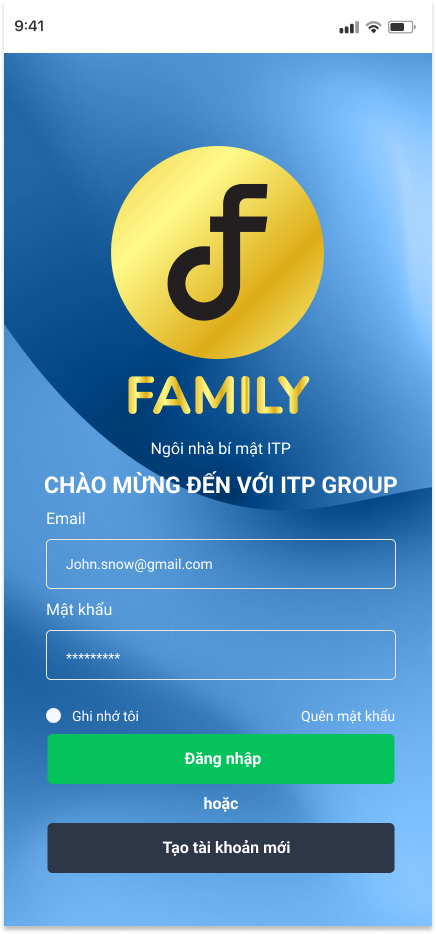 9:41
FAMILY
Ngôi nhà bí mật ITP
CHÀO MỪNG ĐẾN VỚI ITP GROUP
Email
John.snow@gmail.com
Mật khẩu
*********
Ghi nhớ tôi
Quên mật khẩu
Đăng nhập
hoặc
Tạo tài khoản mới